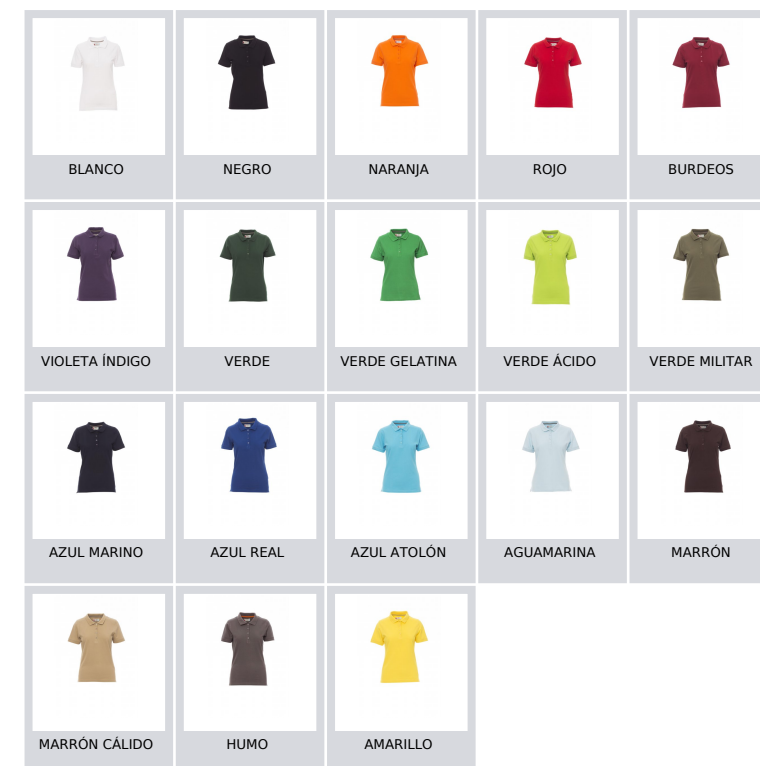 BLANCO
NEGRO
NARANJA
ROJO
BURDEOS
VIOLETA ÍNDIGO
VERDE
VERDE GELATINA
VERDE ÁCIDO
VERDE MILITAR
AZUL MARINO
AZUL REAL
AZUL ATOLÓN
AGUAMARINA
MARRÓN
MARRÓN CÁLIDO
HUMO
AMARILLO